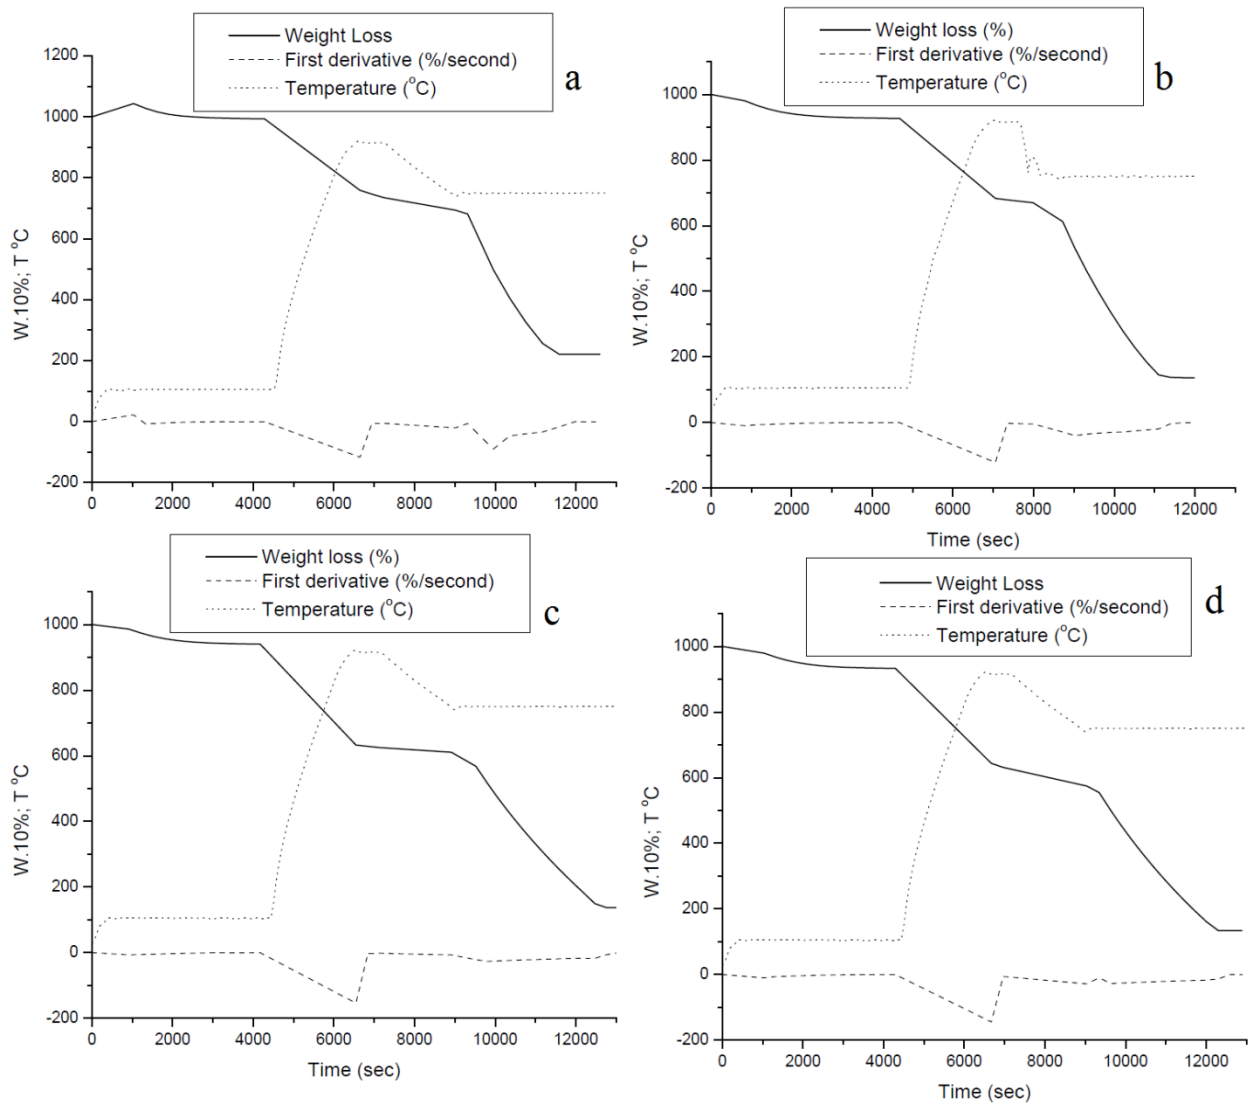 Weight Loss
First derivative (%/second)
Temperature (°C)
a
1200
1000
800
600
400
200
0
-200
W.10%; T °C
0 2000 4000 6000 8000 10000 12000
Weight loss (%)
First derivative (%/second)
Temperature (°C)
b
1000
800
600
400
200
0
-200
W.10%; T °C
0 2000 4000 6000 8000 10000 12000
Time (sec)
Weight loss (%)
First derivative (%/second)
Temperature (°C)
c
1000
800
600
400
200
0
-200
W.10%; T °C
0 2000 4000 6000 8000 10000 12000
Time (sec)
Weight Loss
First derivative (%/second)
Temperature (°C)
d
1000
800
600
400
200
0
-200
W.10%; T °C
0 2000 4000 6000 8000 10000 12000
Time (sec)